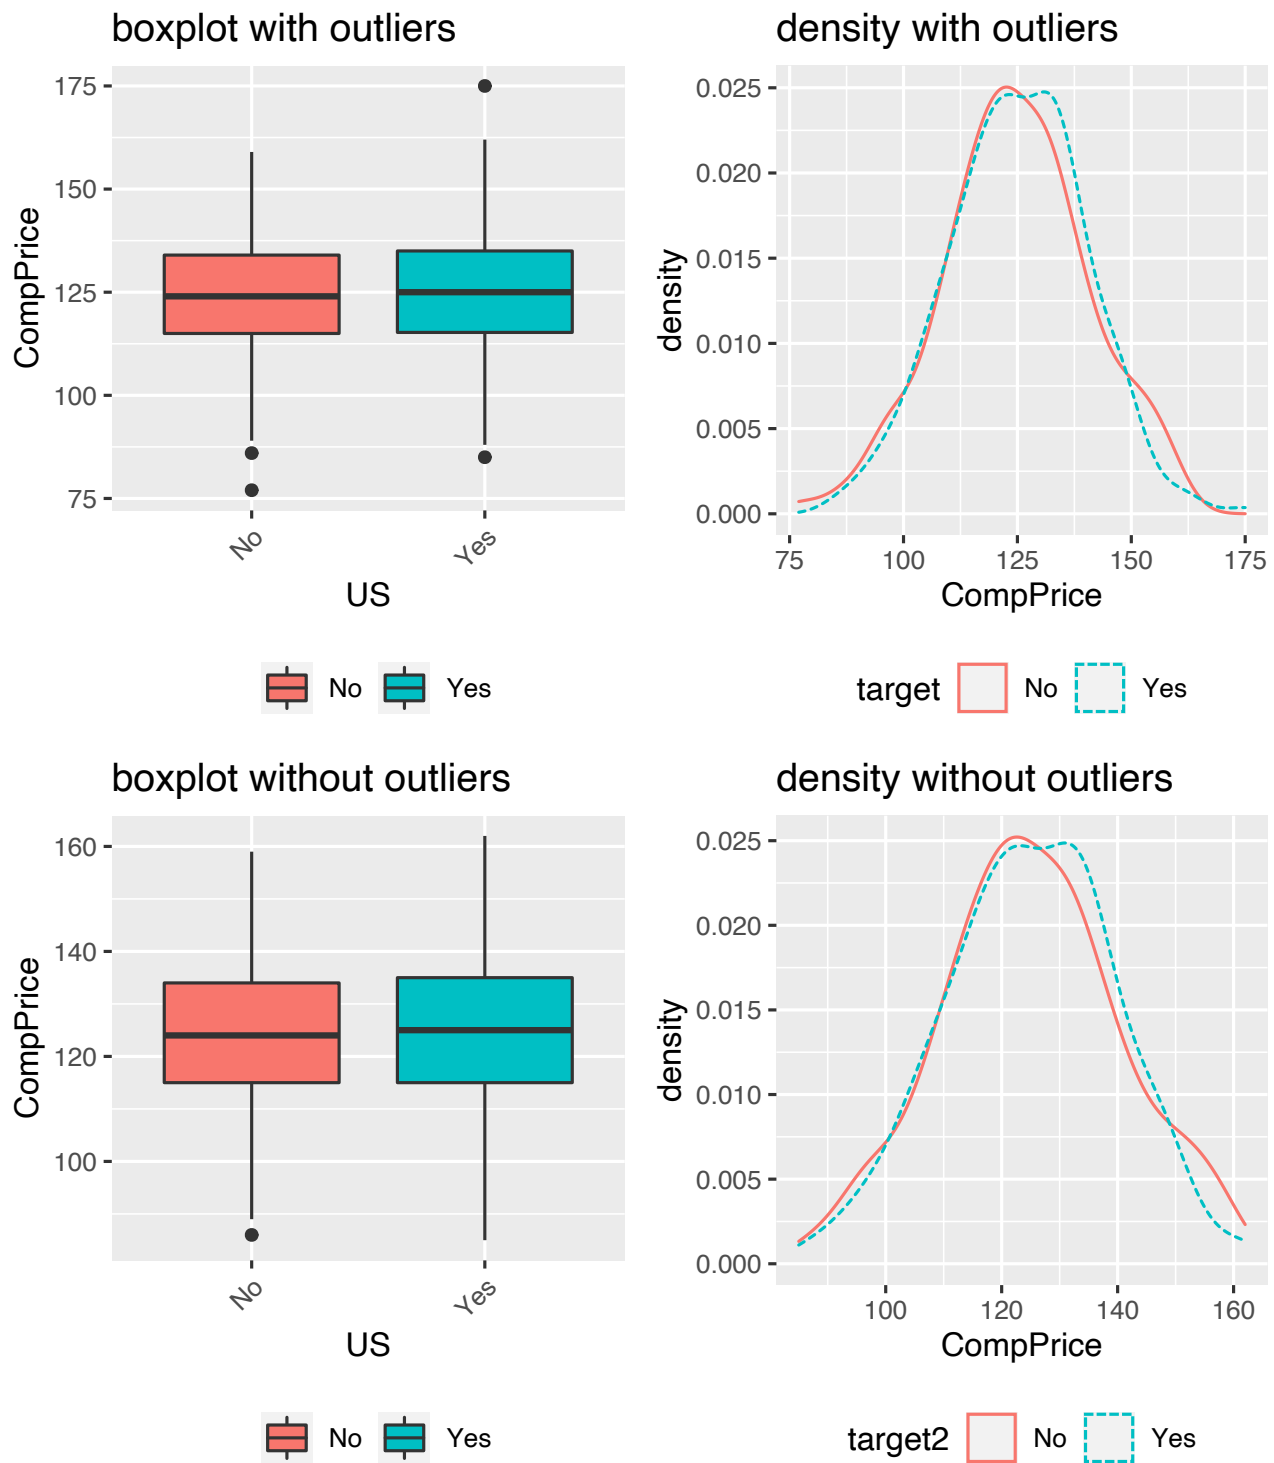 boxplot with outliers
175
150
125
100
75
CompPrice
No
Yes
US
No Yes
density with outliers
0.025
0.020
0.015
0.010
0.005
0.000
density
75 100 125 150 175
CompPrice
target No Yes
boxplot without outliers
160
140
120
100
CompPrice
No
Yes
US
No Yes
density without outliers
0.025
0.020
0.015
0.010
0.005
0.000
density
100 120 140 160
CompPrice
target2 No Yes